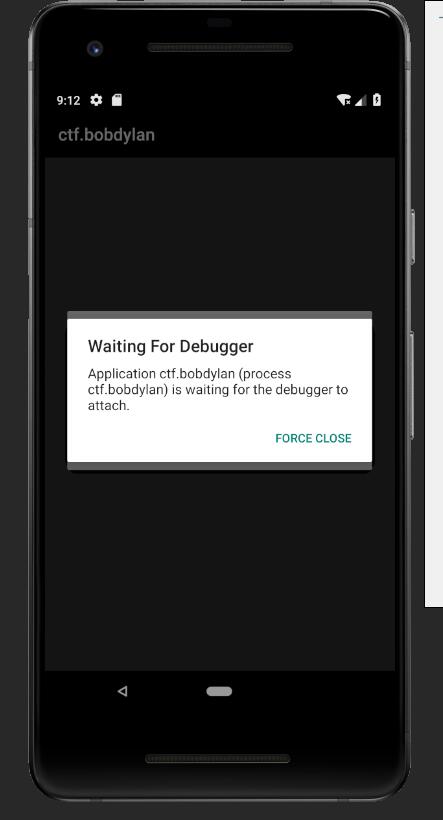 9:12
ctf.bobdylan
Waiting For Debugger
Application ctf.bobdylan (process
ctf.bobdylan) is waiting for the debugger to
attach.
FORCE CLOSE